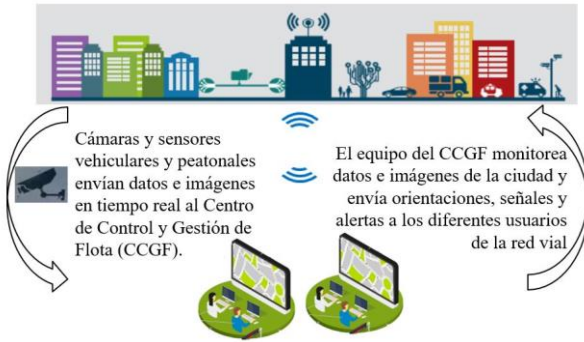 Cámaras y sensores
vehiculares y peatonales
envían datos e imágenes
en tiempo real al Centro
de Control y Gestión de
Flota (CCGF).
El equipo del CCGF monitorea
datos e imágenes de la ciudad y
envía orientaciones, señales y
alertas a los diferentes usuarios
de la red vial